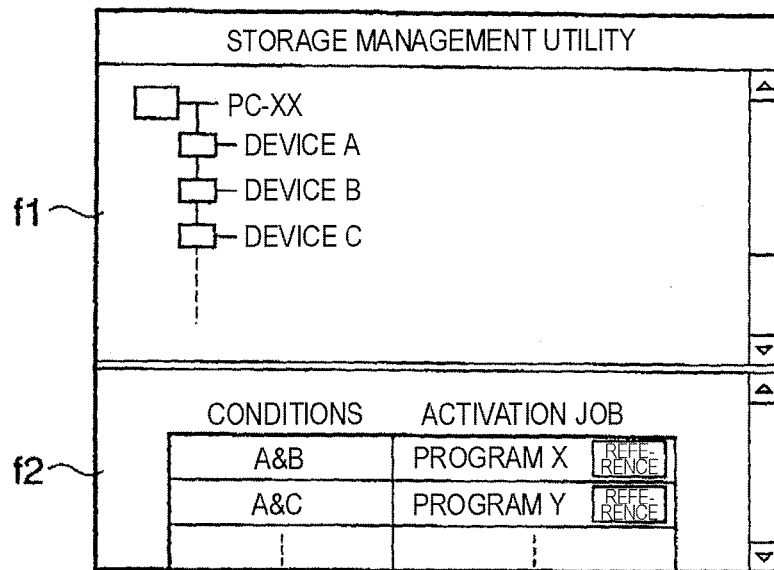 STORAGE MANAGEMENT UTILITY
PC-XX
DEVICE A
DEVICE B
f1
DEVICE C
CONDITIONS ACTIVATION JOB
f2
A&B PROGRAM X REFE-
RENCE
A&C PROGRAM Y REFE-
RENCE